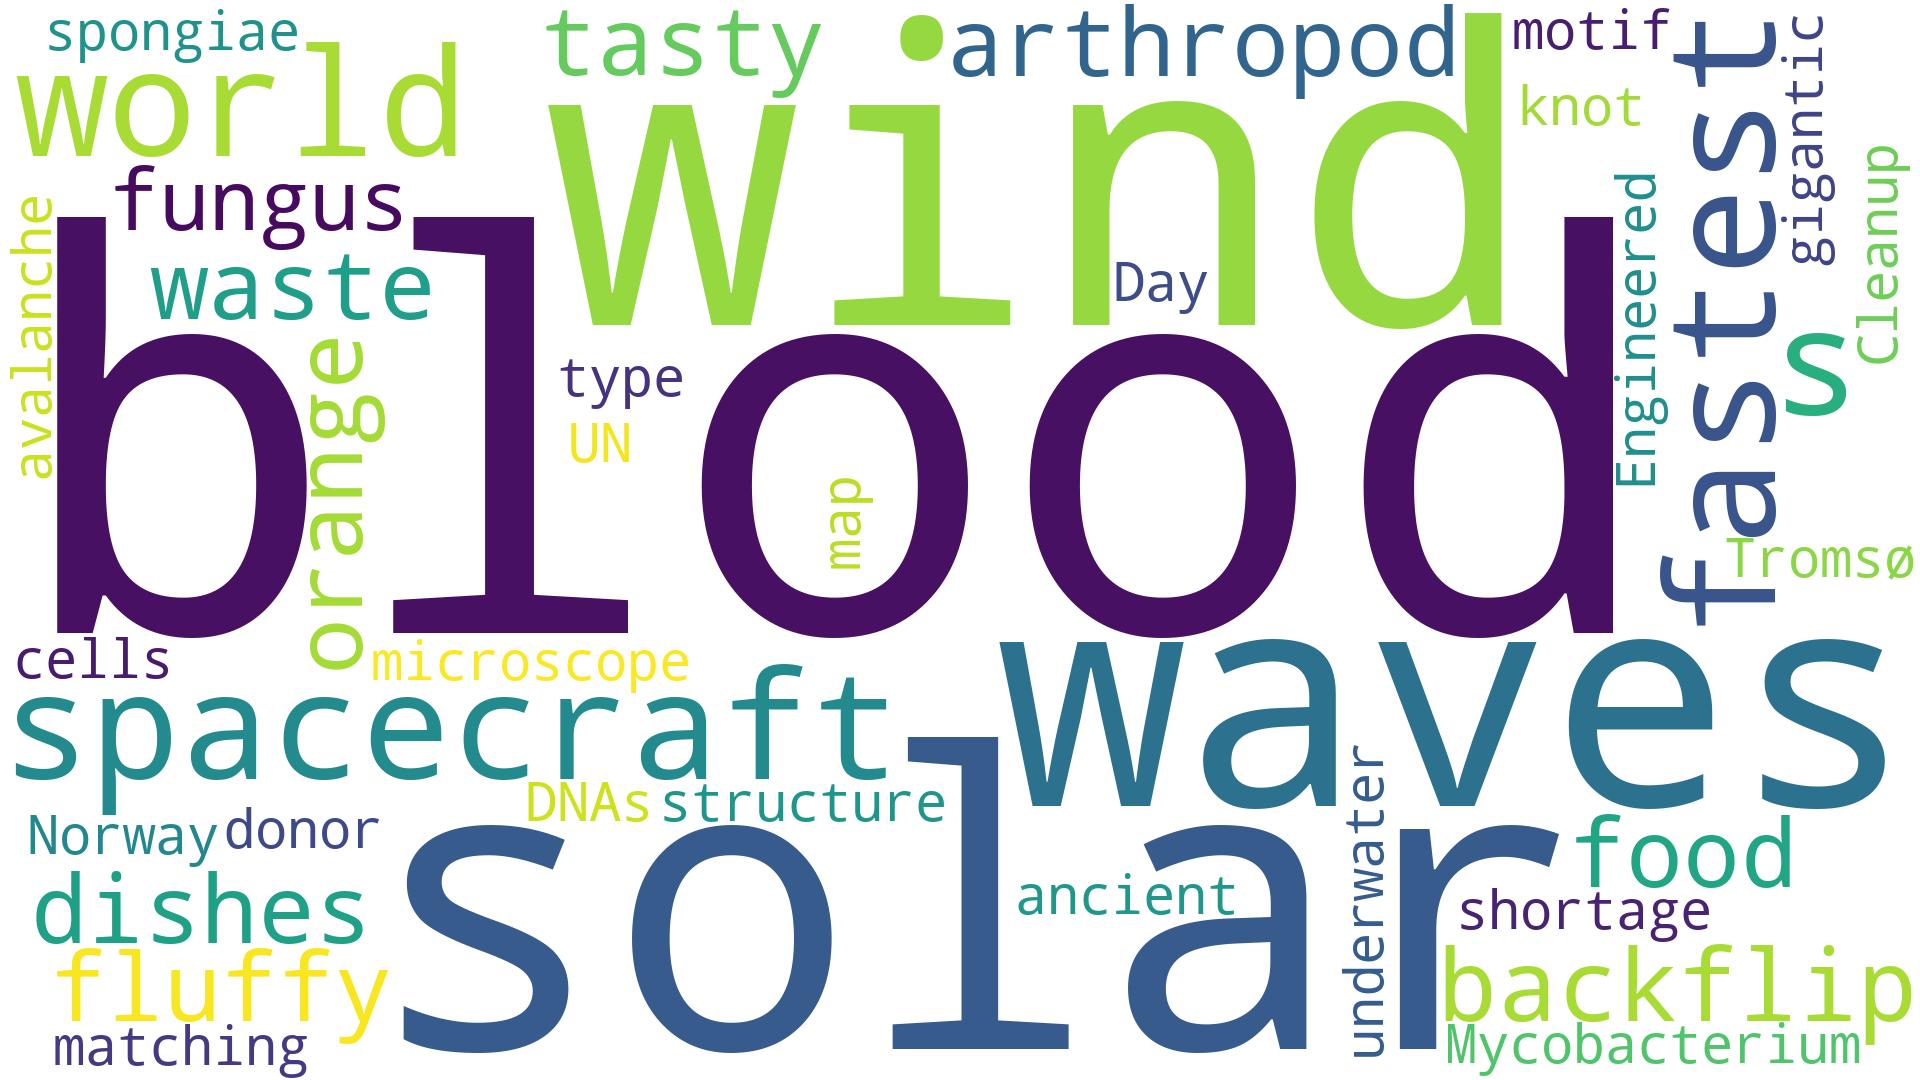 spongiae
tasty
arthropod
motif
world
wind
knot
fastest
gigantic
fungus
Cleanup
avalanche
waste
Day
Engineered
blood
orange
type
s
UN
map
Tromsø
cells
microscope
waves
spacecraft
DNAs
structure
Norway
donor
solar
underwater
food
dishes
ancient
shortage
fluffy
backflip
matching
Mycobacterium